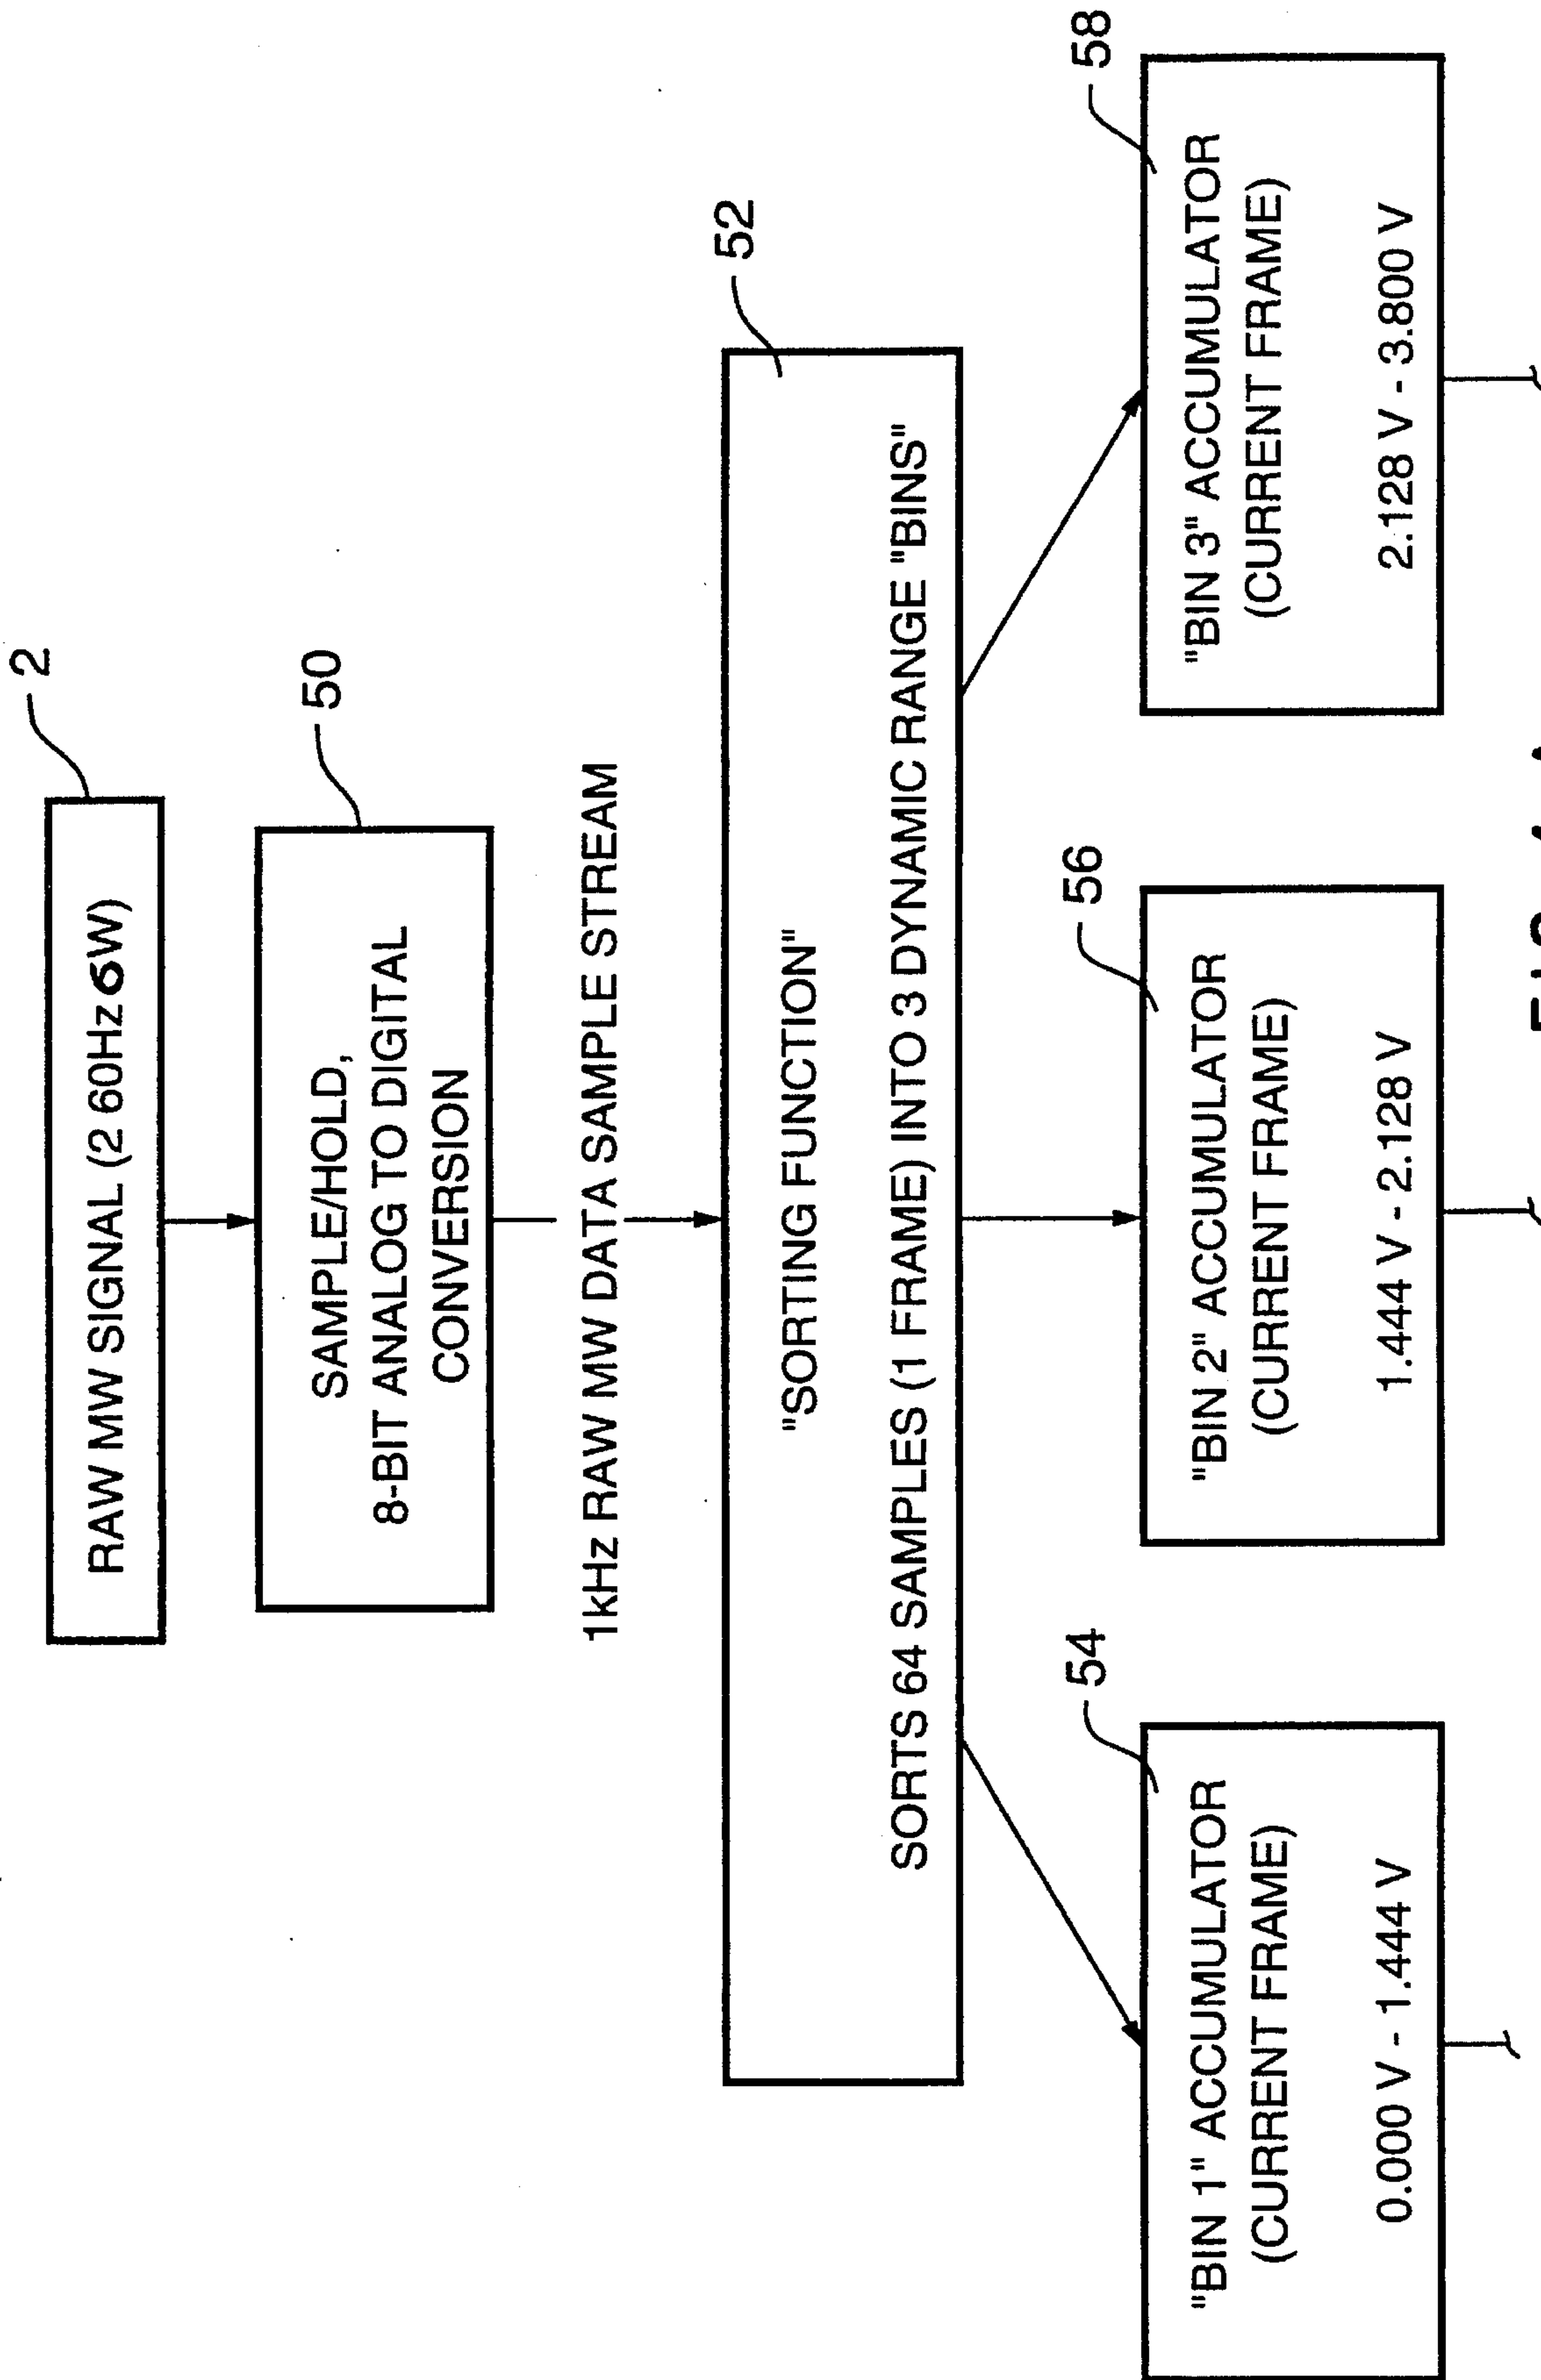 2
RAW MW SIGNAL (2 60Hz σW)
50
SAMPLE/HOLD,
8-BIT ANALOG TO DIGITAL
CONVERSION
1kHz RAW MW DATA SAMPLE STREAM
52
"SORTING FUNCTION"
SORTS 64 SAMPLES (1 FRAME) INTO 3 DYNAMIC RANGE "BINS"
54
"BIN 1" ACCUMULATOR
(CURRENT FRAME)
0.000 V - 1.444 V
56
"BIN 2" ACCUMULATOR
(CURRENT FRAME)
1.444 V - 2.128 V
58
"BIN 3" ACCUMULATOR
(CURRENT FRAME)
2.128 V - 3.800 V